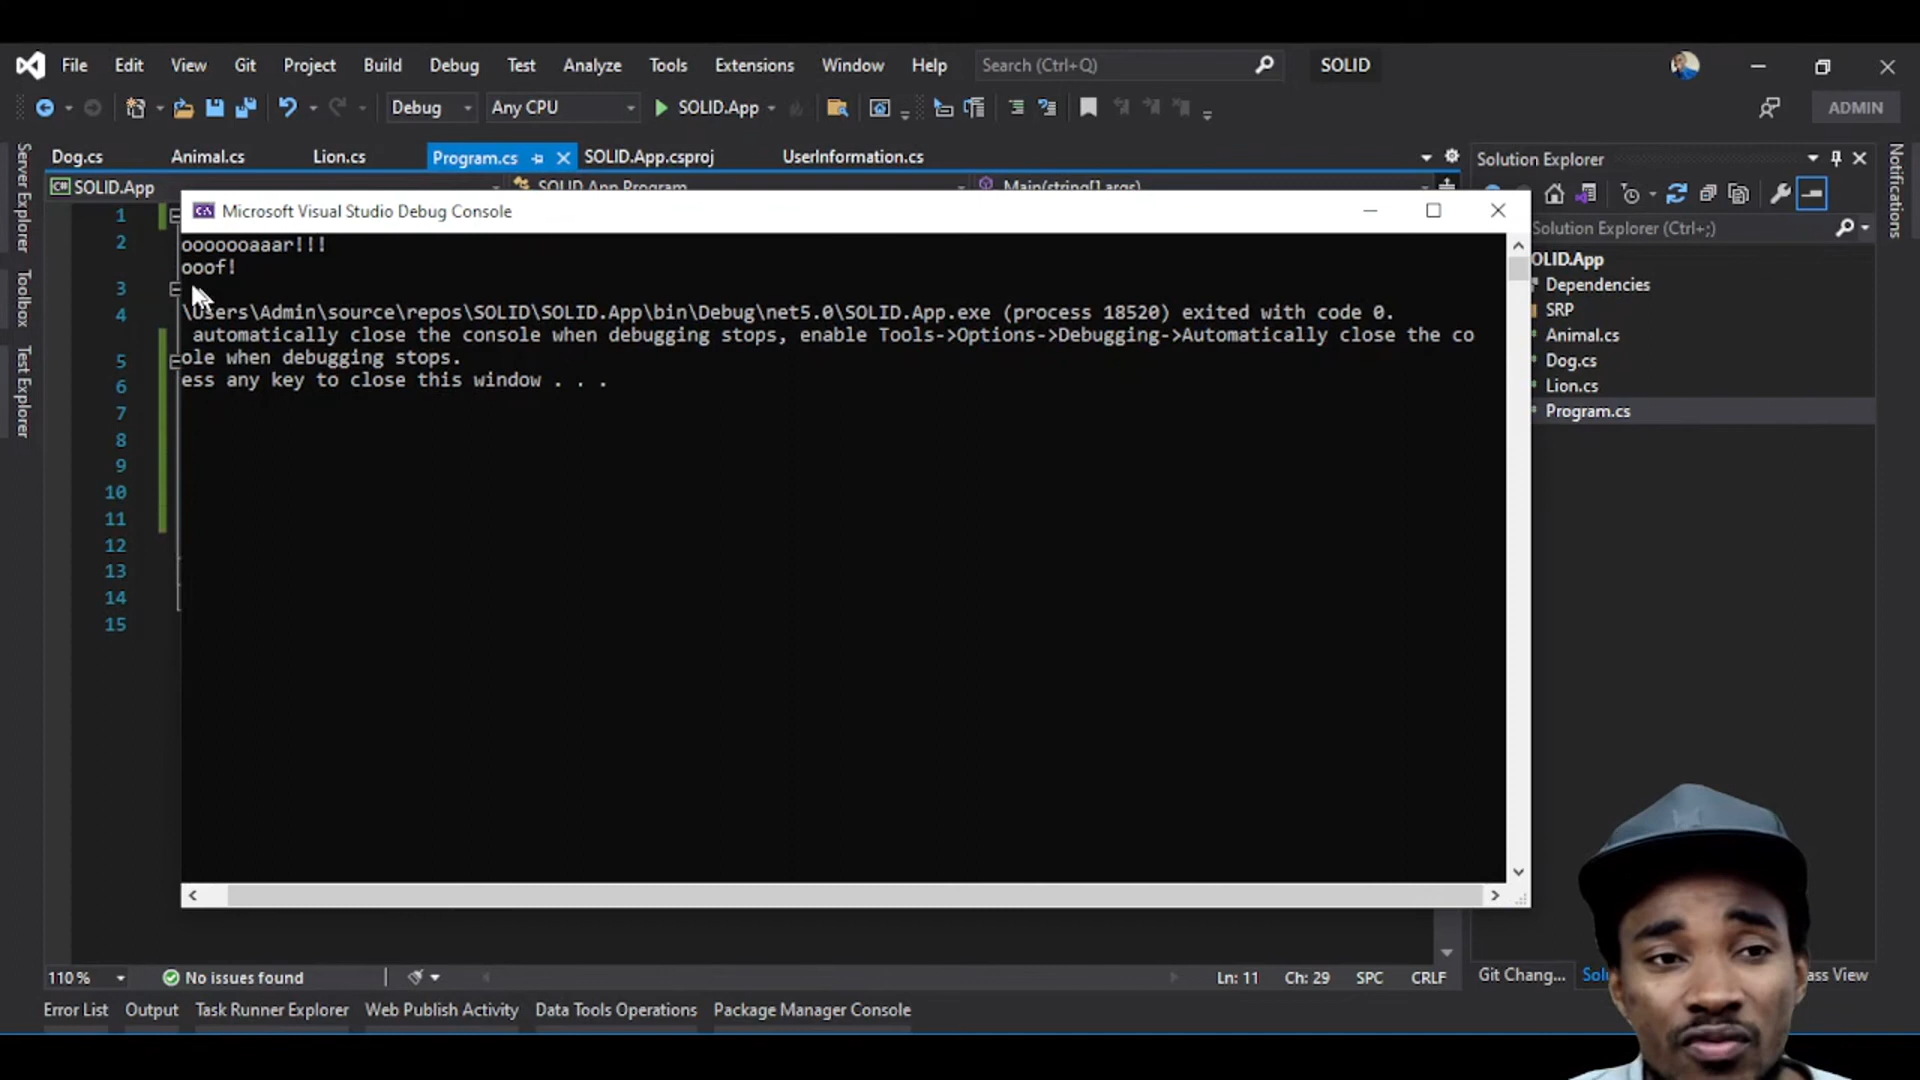 File Edit View Git Project Build Debug Test Analyze Tools Extensions Window Help Search (Ctrl+Q) SOLID
Debug Any CPU SOLID.App ADMIN
Dog.cs Animal.cs Lion.cs Program.cs SOLID.App.csproj UserInformation.cs
SOLID.App SOLID.App.Program Main(string[] args)
Server Explorer
Toolbox
Test Explorer
1
2
3
4
5
6
7
8
9
10
11
12
13
14
15
Microsoft Visual Studio Debug Console
oooooooaaar!!!
ooof!
\Users\Admin\source\repos\SOLID\SOLID.App\bin\Debug\net5.0\SOLID.App.exe (process 18520) exited with code 0.
automatically close the console when debugging stops, enable Tools->Options->Debugging->Automatically close the co
ole when debugging stops.
ess any key to close this window . . .
Solution Explorer
Solution Explorer (Ctrl+;)
OLID.App
Dependencies
SRP
Animal.cs
Dog.cs
Lion.cs
Program.cs
Notifications
110 % No issues found Ln: 11 Ch: 29 SPC CRLF
Git Chang... Solu ass View
Error List Output Task Runner Explorer Web Publish Activity Data Tools Operations Package Manager Console